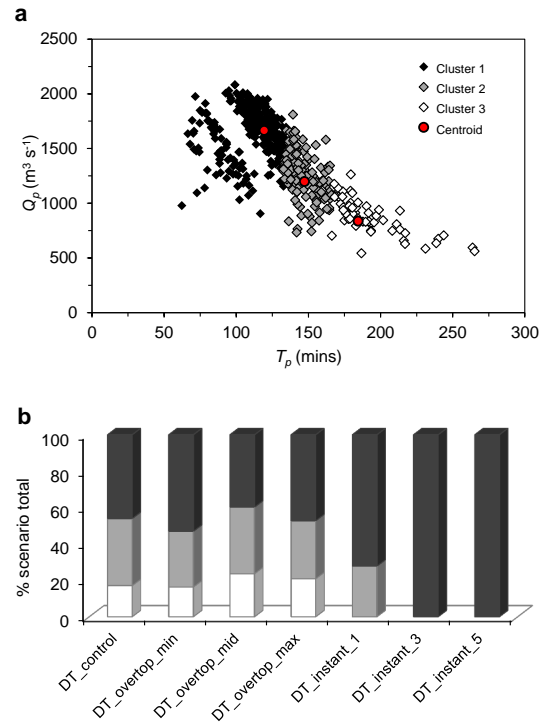 a
2500
2000
1500
1000
500
0
Qp (m³ s⁻¹)
Cluster 1
Cluster 2
Cluster 3
Centroid
0 50 100 150 200 250 300
Tp (mins)
b
100
80
60
40
20
0
% scenario total
DT_control
DT_overtop_min
DT_overtop_mid
DT_overtop_max
DT_instant_1
DT_instant_3
DT_instant_5